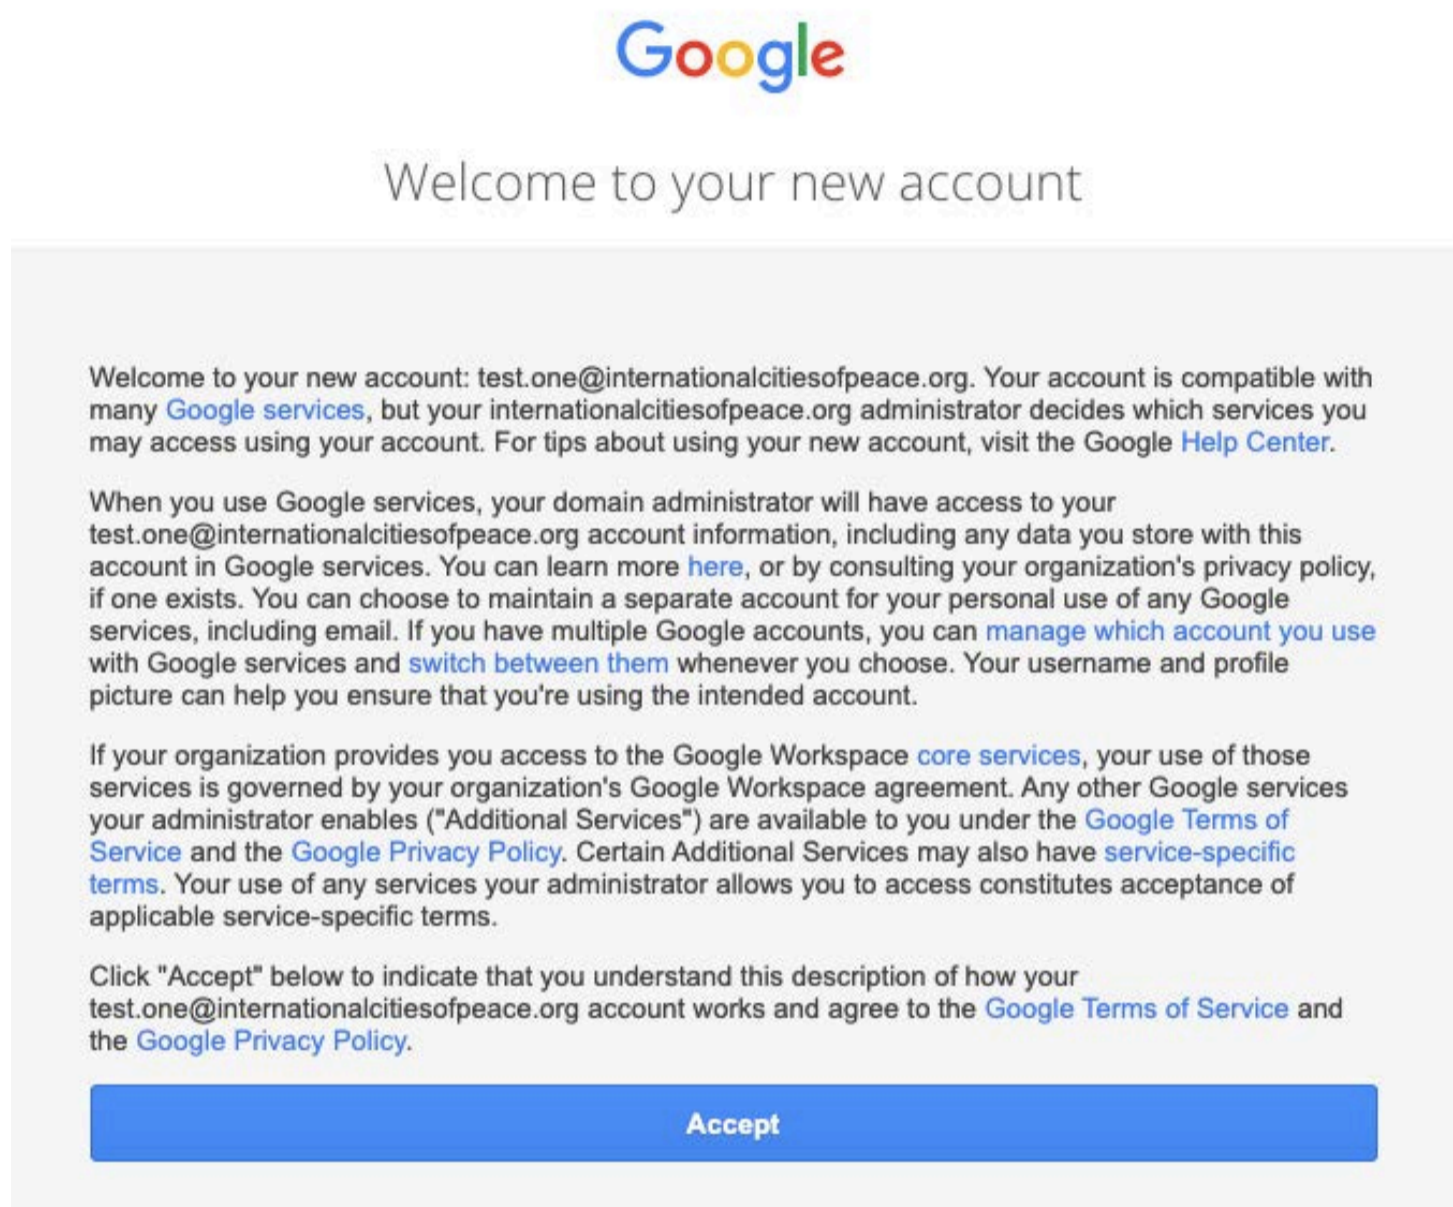 Google
Welcome to your new account
Welcome to your new account: test.one@internationalcitiesofpeace.org. Your account is compatible with
many Google services, but your internationalcitiesofpeace.org administrator decides which services you
may access using your account. For tips about using your new account, visit the Google Help Center.
When you use Google services, your domain administrator will have access to your
test.one@internationalcitiesofpeace.org account information, including any data you store with this
account in Google services. You can learn more here, or by consulting your organization's privacy policy,
if one exists. You can choose to maintain a separate account for your personal use of any Google
services, including email. If you have multiple Google accounts, you can manage which account you use
with Google services and switch between them whenever you choose. Your username and profile
picture can help you ensure that you're using the intended account.
If your organization provides you access to the Google Workspace core services, your use of those
services is governed by your organization's Google Workspace agreement. Any other Google services
your administrator enables ("Additional Services") are available to you under the Google Terms of
Service and the Google Privacy Policy. Certain Additional Services may also have service-specific
terms. Your use of any services your administrator allows you to access constitutes acceptance of
applicable service-specific terms.
Click "Accept" below to indicate that you understand this description of how your
test.one@internationalcitiesofpeace.org account works and agree to the Google Terms of Service and
the Google Privacy Policy.
Accept